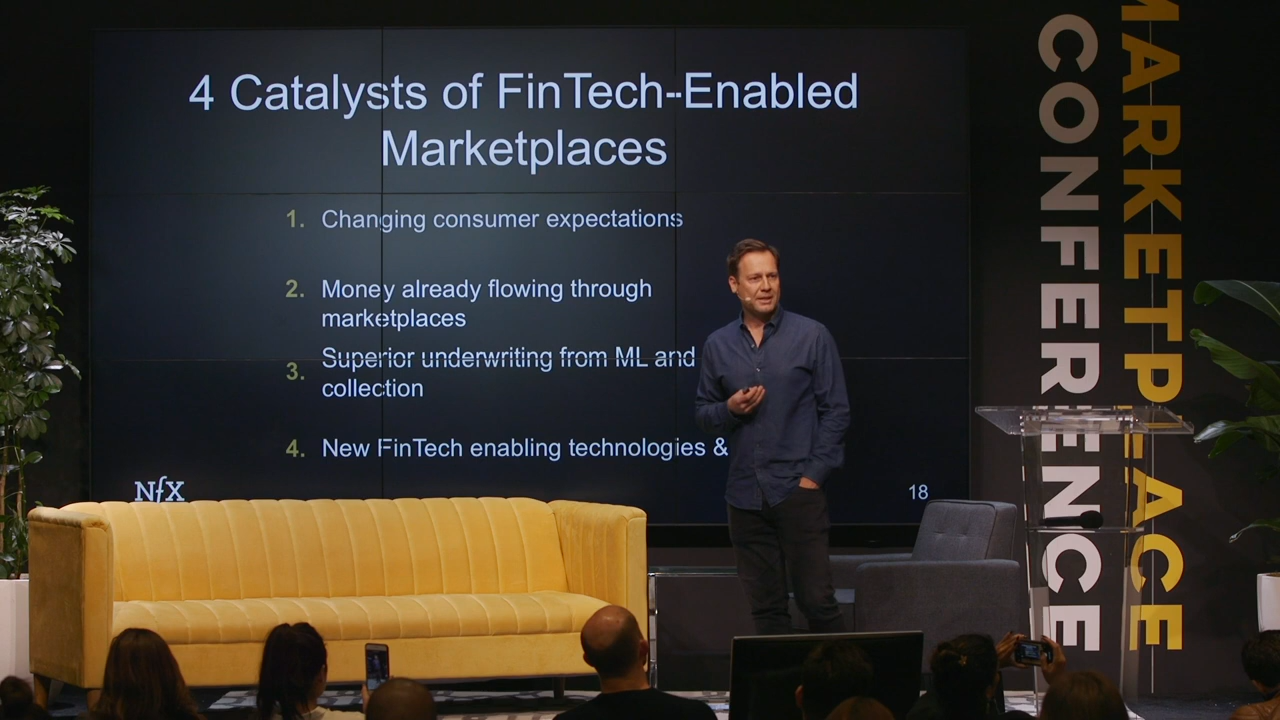 4 Catalysts of FinTech-Enabled
Marketplaces
1. Changing consumer expectations
2. Money already flowing through
marketplaces
3. Superior underwriting from ML and
collection
4. New FinTech enabling technologies &
NfX
18
MARKETPLACE
CONFERENCE